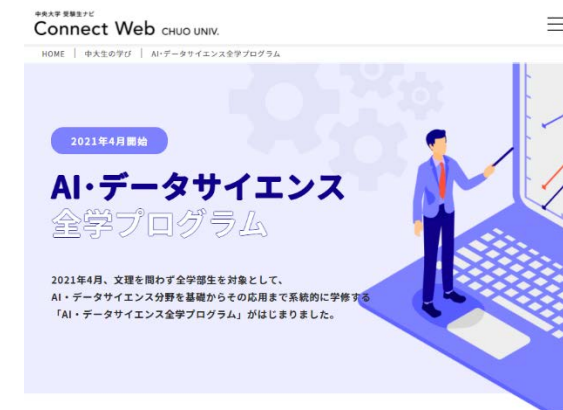 中央大学 受験生ナビ
Connect Web CHUO UNIV.
HOME | 中大生の学び | AI・データサイエンス全学プログラム
2021年4月開始
AI・データサイエンス
全学プログラム
2021年4月、文理を問わず全学部生を対象として、
AI・データサイエンス分野を基礎からその応用まで系統的に学修する
「AI・データサイエンス全学プログラム」がはじまりました。